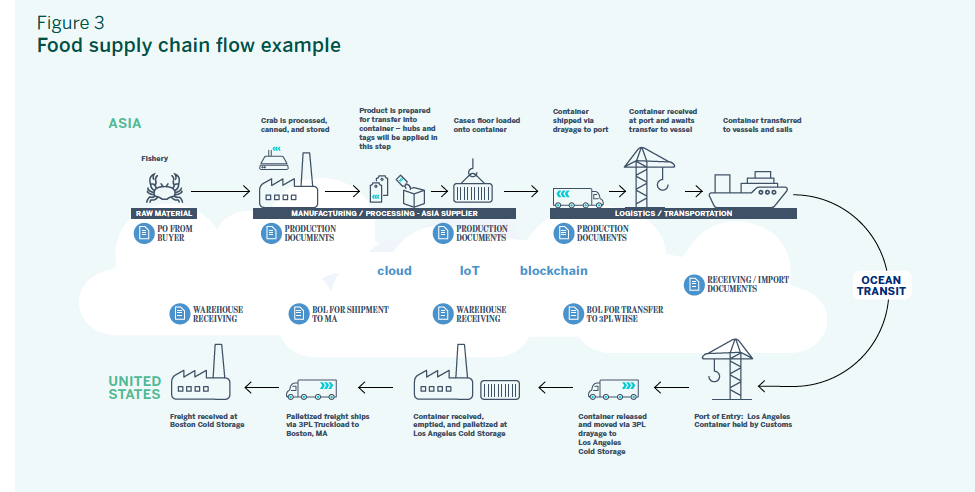 Figure 3
Food supply chain flow example
ASIA
Fishery
Crab is processed,
canned, and stored
Product is prepared
for transfer into
container – hubs and
tags will be applied in
this step
Cases floor loaded
onto container
Container
shipped via
drayage to port
Container received
at port and awaits
transfer to vessel
Container transferred
to vessels and sails
RAW MATERIAL
MANUFACTURING / PROCESSING - ASIA SUPPLIER
LOGISTICS / TRANSPORTATION
PO FROM
BUYER
PRODUCTION
DOCUMENTS
PRODUCTION
DOCUMENTS
PRODUCTION
DOCUMENTS
cloud
IoT
blockchain
RECEIVING / IMPORT
DOCUMENTS
OCEAN
TRANSIT
WAREHOUSE
RECEIVING
BOL FOR SHIPMENT
TO MA
WAREHOUSE
RECEIVING
BOL FOR TRANSFER
TO 3PL WHSE
UNITED
STATES
Freight received at
Boston Cold Storage
Palletized freight ships
via 3PL Truckload to
Boston, MA
Container received,
emptied, and palletized at
Los Angeles Cold Storage
Container released
and moved via 3PL
drayage to
Los Angeles
Cold Storage
Port of Entry: Los Angeles
Container held by Customs